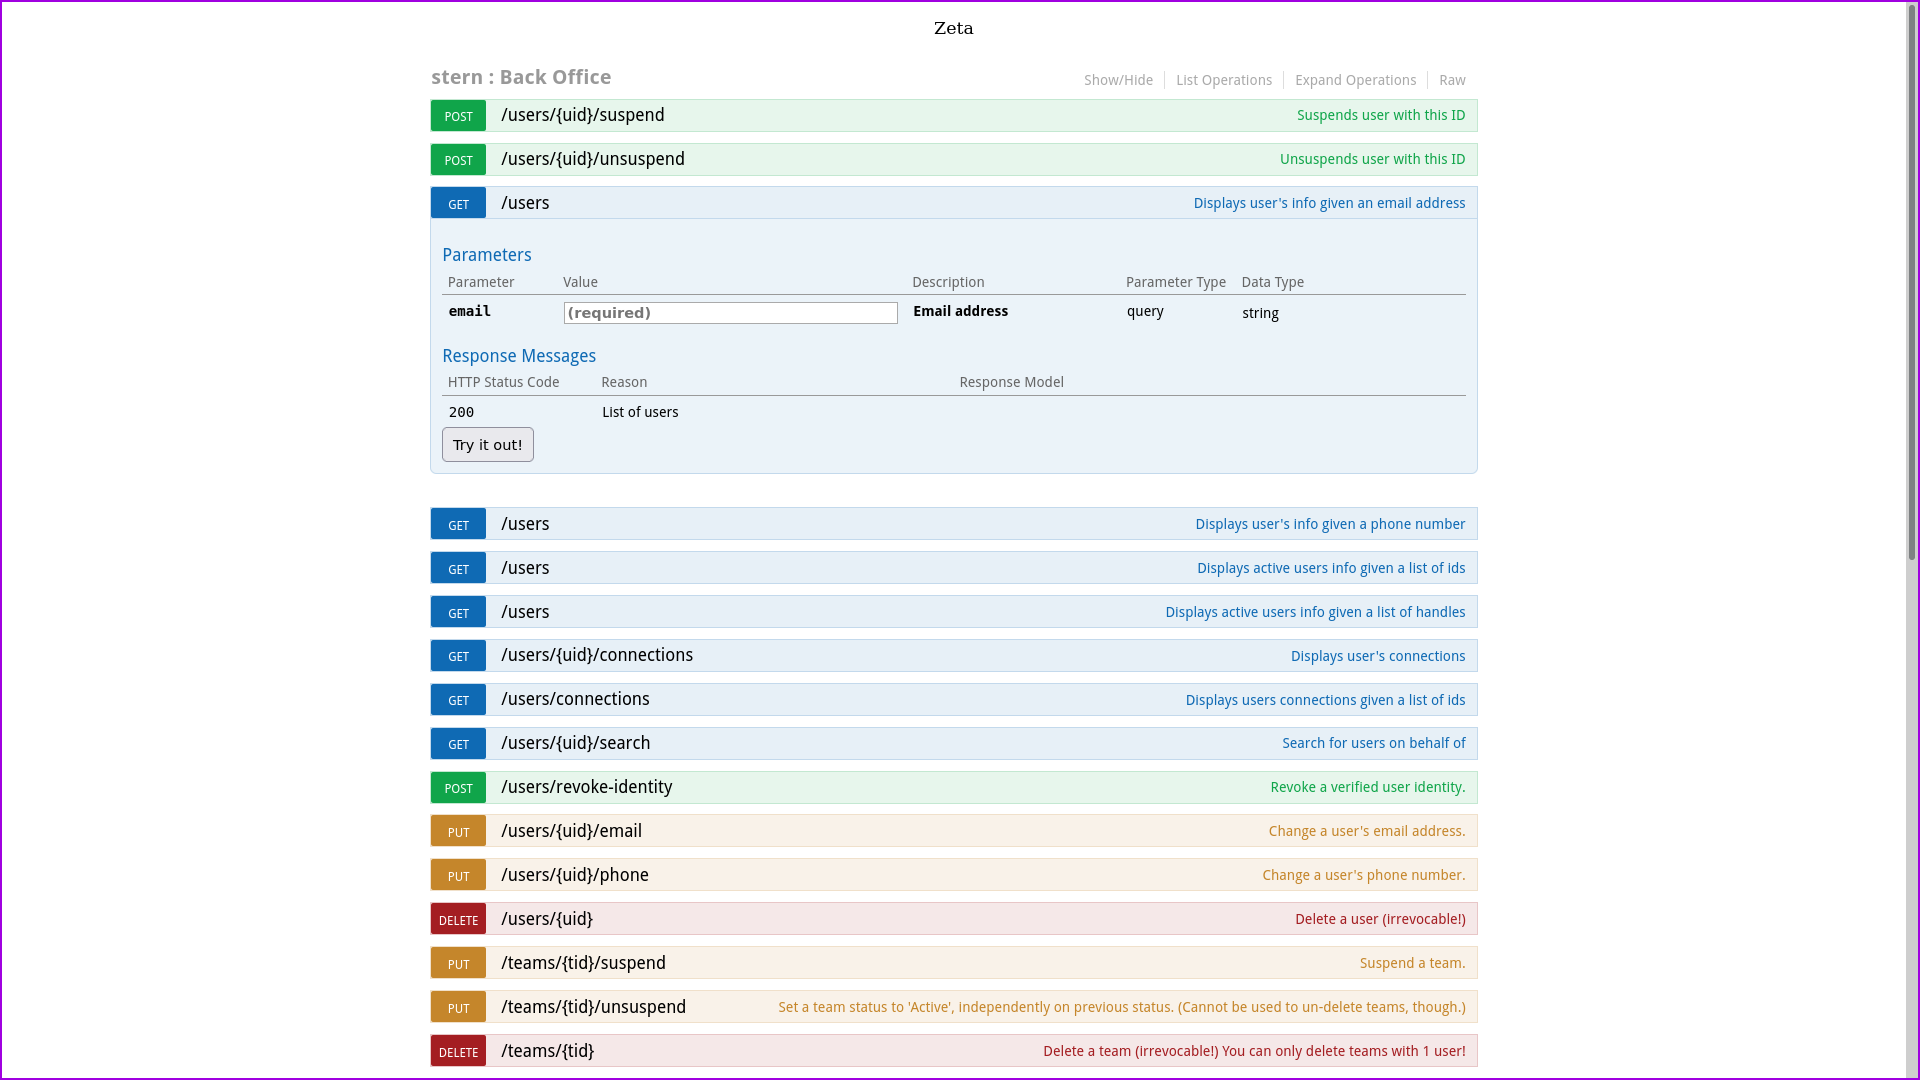 Zeta
stern : Back Office Show/Hide List Operations Expand Operations Raw
POST /users/{uid}/suspend Suspends user with this ID
POST /users/{uid}/unsuspend Unsuspends user with this ID
GET /users Displays user's info given an email address
Parameters
Parameter Value Description Parameter Type Data Type
email (required) Email address query string
Response Messages
HTTP Status Code Reason Response Model
200 List of users
Try it out!
GET /users Displays user's info given a phone number
GET /users Displays active users info given a list of ids
GET /users Displays active users info given a list of handles
GET /users/{uid}/connections Displays user's connections
GET /users/connections Displays users connections given a list of ids
GET /users/{uid}/search Search for users on behalf of
POST /users/revoke-identity Revoke a verified user identity.
PUT /users/{uid}/email Change a user's email address.
PUT /users/{uid}/phone Change a user's phone number.
DELETE /users/{uid} Delete a user (irrevocable!)
PUT /teams/{tid}/suspend Suspend a team.
PUT /teams/{tid}/unsuspend Set a team status to 'Active', independently on previous status. (Cannot be used to un-delete teams, though.)
DELETE /teams/{tid} Delete a team (irrevocable!) You can only delete teams with 1 user!